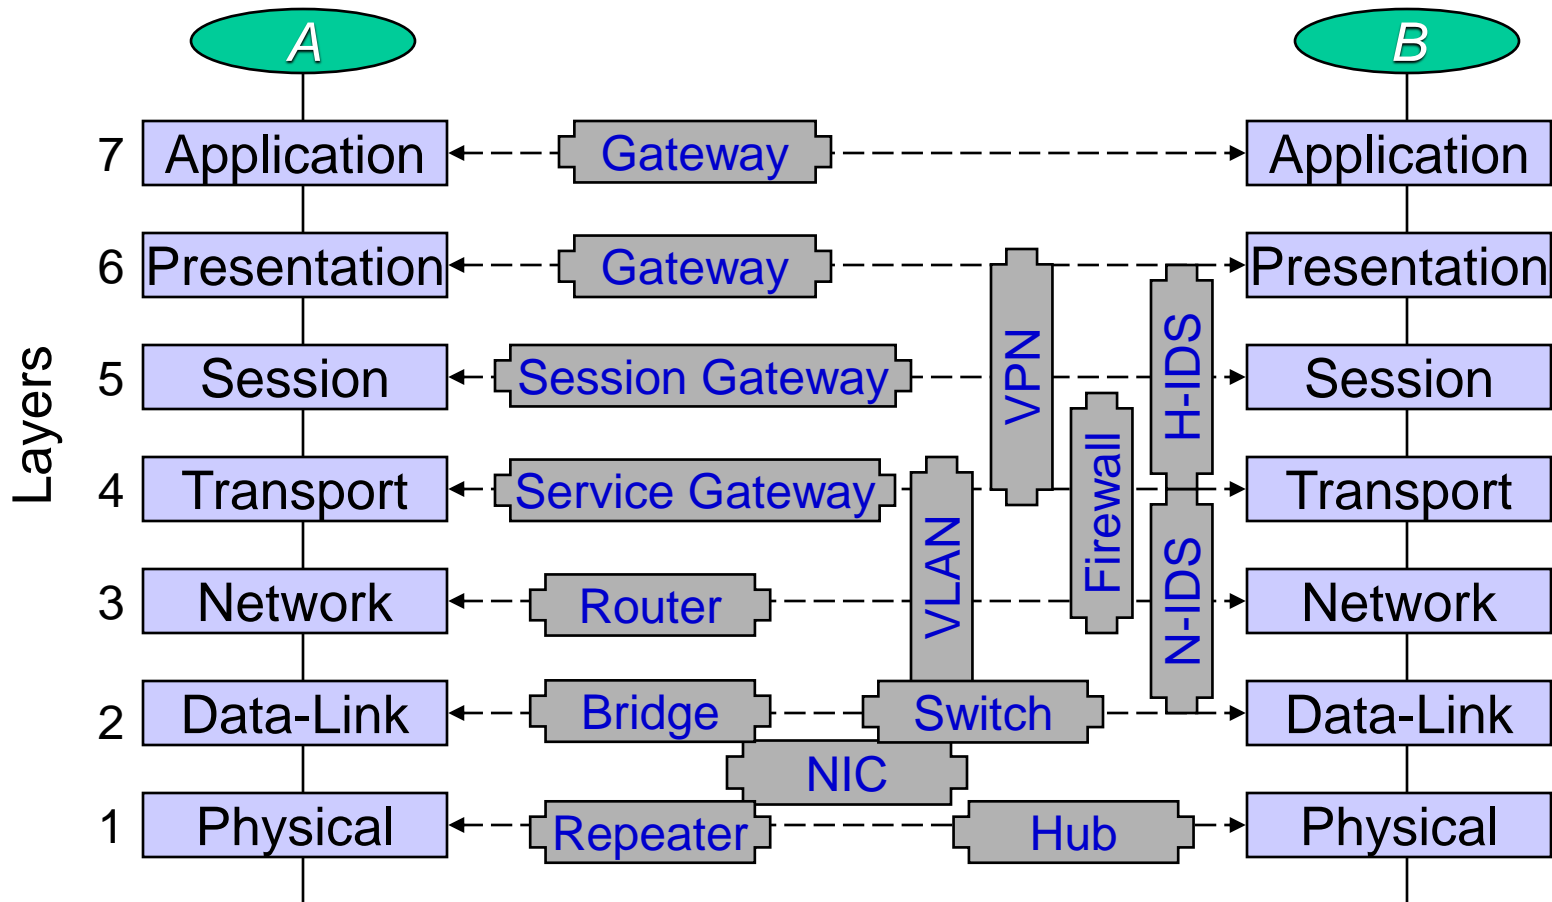 A
B
7
Application
Gateway
Application
6
Presentation
Gateway
Presentation
Layers
5
Session
Session Gateway
VPN
H-IDS
Session
4
Transport
Service Gateway
Firewall
Transport
3
Network
Router
VLAN
N-IDS
Network
2
Data-Link
Bridge
Switch
Data-Link
NIC
1
Physical
Repeater
Hub
Physical